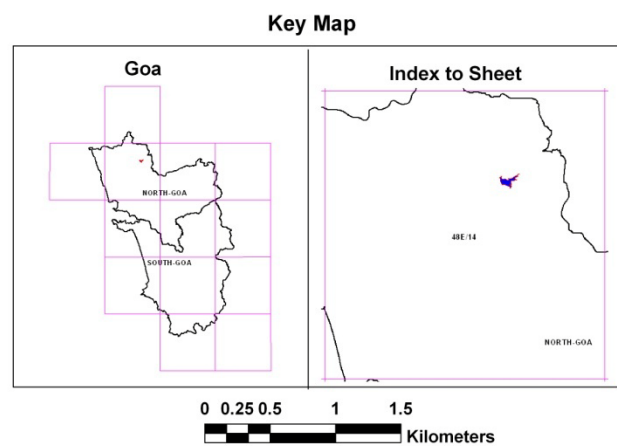 Key Map
Goa
Index to Sheet
NORTH-GOA
SOUTH-GOA
48E/14
NORTH-GOA
0 0.25 0.5 1 1.5
Kilometers